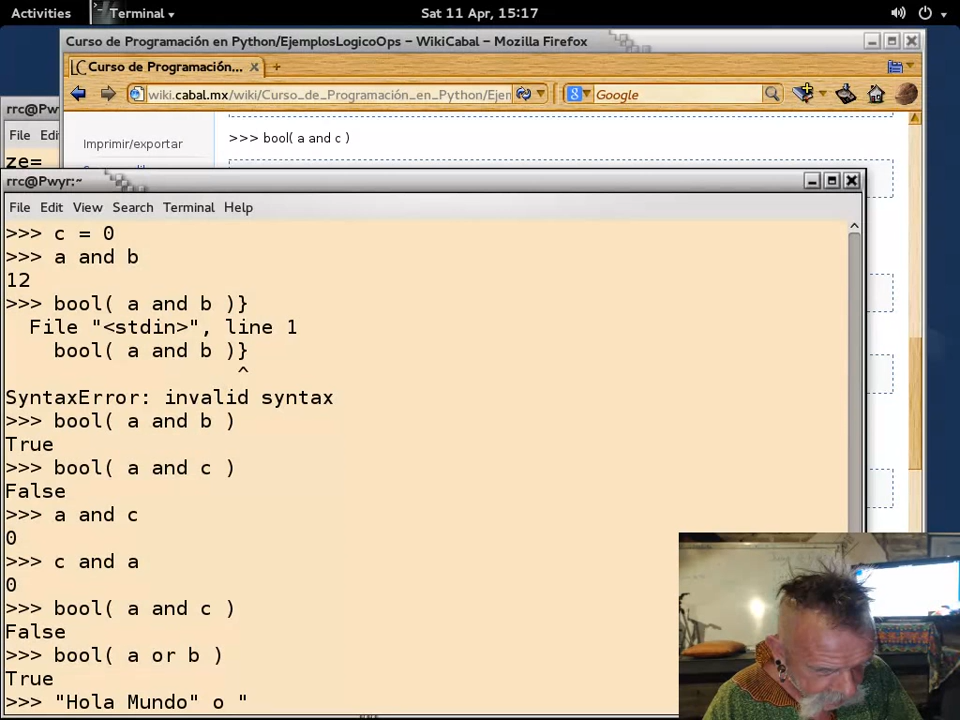 Activities
Terminal
Sat 11 Apr, 15:17
Curso de Programación en Python/EjemplosLogicoOps – WikiCabal – Mozilla Firefox
Curso de Programación...
wiki.cabal.mx/wiki/Curso_de_Programación_en_Python/Ejem
Google
rrc@Pwy
File Edi
ze=
Imprimir/exportar
>>> bool( a and c )
rrc@Pwyr:~
File Edit View Search Terminal Help
>>> c = 0
>>> a and b
12
>>> bool( a and b )}
File "<stdin>", line 1
bool( a and b )}
^
SyntaxError: invalid syntax
>>> bool( a and b )
True
>>> bool( a and c )
False
>>> a and c
0
>>> c and a
0
>>> bool( a and c )
False
>>> bool( a or b )
True
>>> "Hola Mundo" o "